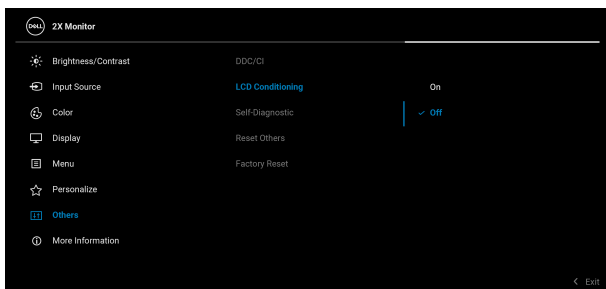 DELL
2X Monitor
Brightness/Contrast
DDC/CI
Input Source
LCD Conditioning
On
Color
Self-Diagnostic
Off
Display
Reset Others
Menu
Factory Reset
Personalize
Others
More Information
Exit